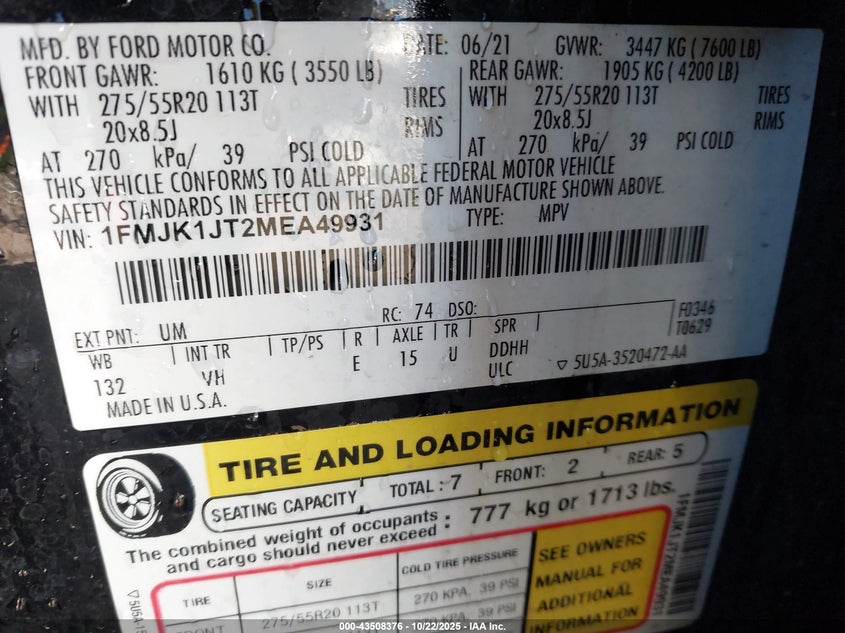 MFD. BY FORD MOTOR CO. DATE: 06/21 GVWR: 3447 KG ( 7600 LB)
FRONT GAWR: 1610 KG ( 3550 LB) REAR GAWR: 1905 KG ( 4200 LB)
WITH 275/55R20 113T TIRES WITH 275/55R20 113T TIRES
20x8.5J RIMS 20x8.5J RIMS
AT 270 kPa/ 39 PSI COLD AT 270 kPa/ 39 PSI COLD
THIS VEHICLE CONFORMS TO ALL APPLICABLE FEDERAL MOTOR VEHICLE
SAFETY STANDARDS IN EFFECT ON THE DATE OF MANUFACTURE SHOWN ABOVE.
VIN: 1FMJK1JT2MEA49931 TYPE: MPV
RC: 74 DSO: F0346
EXT PNT: UM T0629
WB INT TR TP/PS R AXLE TR SPR
132 VH E 15 U DDHH
ULC ▽ 5U5A-3520472-AA
MADE IN U.S.A.
TIRE AND LOADING INFORMATION
SEATING CAPACITY TOTAL : 7 FRONT: 2 REAR: 5
The combined weight of occupants
and cargo should never exceed : 777 kg or 1713 lbs.
TIRE SIZE COLD TIRE PRESSURE
FRONT 275/55R20 113T 270 KPA, 39 PSI
SEE OWNERS
MANUAL FOR
ADDITIONAL
INFORMATION
1FMJK1JT2MEA49931
000-43508376 - 10/22/2025 - IAA Inc.